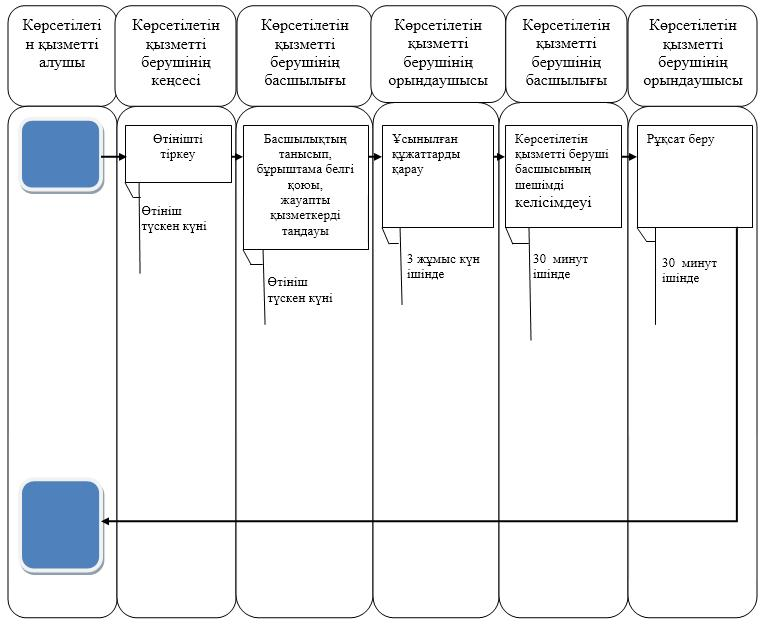 Көрсетілеті
н қызметті
алушы
Көрсетілетін
қызметті
берушінің
кеңсесі
Көрсетілетін
қызметті
берушінің
басшылығы
Көрсетілетін
қызметті
берушінің
орындаушысы
Көрсетілетін
қызметті
берушінің
басшылығы
Көрсетілетін
қызметті
берушінің
орындаушысы
Өтінішті
тіркеу
Өтініш
түскен күні
Басшылықтың
танысып,
бұрыштама белгі
қоюы,
жауапты
қызметкерді
таңдауы
Өтініш
түскен күні
Ұсынылған
құжаттарды
қарау
3 жұмыс күн
ішінде
Көрсетілетін
қызметті беруші
басшысының
шешімді
келісімдеуі
30 минут
ішінде
Рұқсат беру
30 минут
ішінде